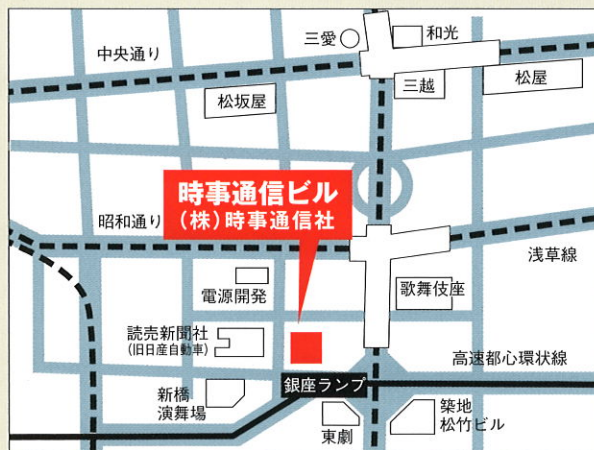 三愛
和光
中央通り
松屋
三越
松坂屋
時事通信ビル
(株)時事通信社
昭和通り
浅草線
電源開発
歌舞伎座
読売新聞社
(旧日産自動車)
高速都心環状線
銀座ランプ
新橋
演舞場
東劇
築地
松竹ビル